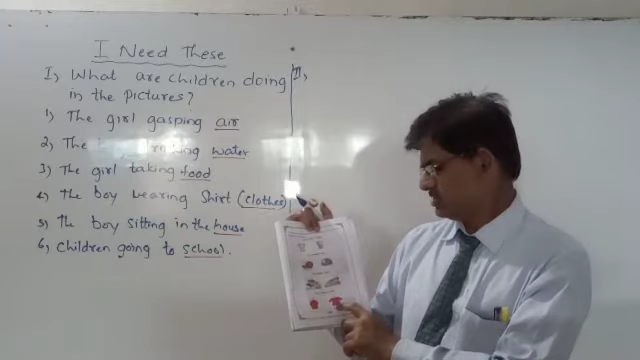 I Need These
I, What are children doing
in the Pictures?
1) The girl gasping air
2) The water
3) The girl taking food
4) The boy wearing Shirt (clothes)
5) The boy sitting in the house
6) Children going to school.
II,